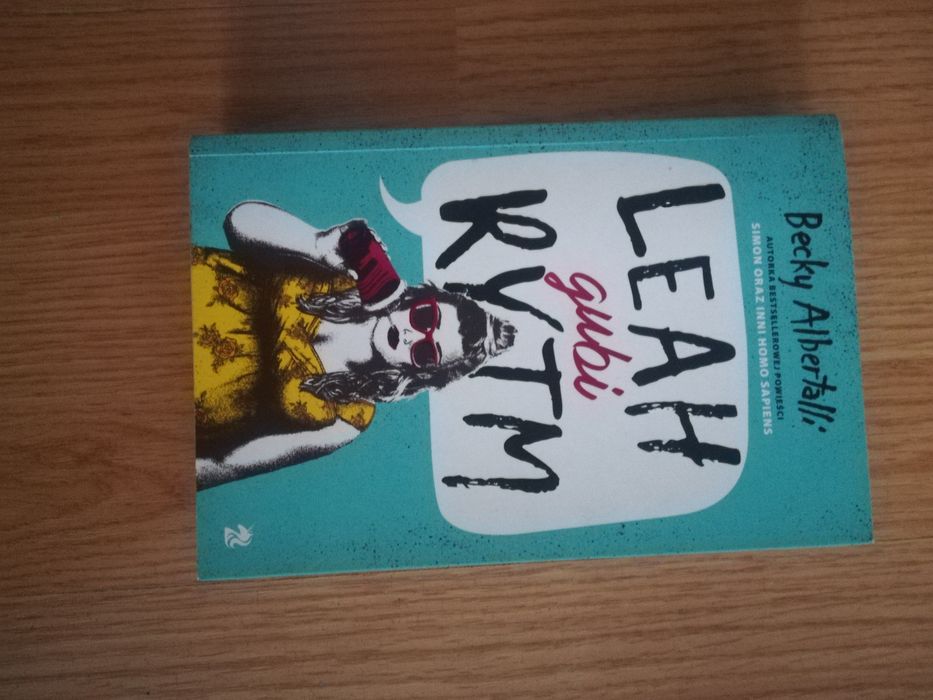 Becky Albertalli
AUTORKA BESTSELLEROWEJ POWIEŚCI
SIMON ORAZ INNI HOMO SAPIENS
LEAH
gubi
RYTM